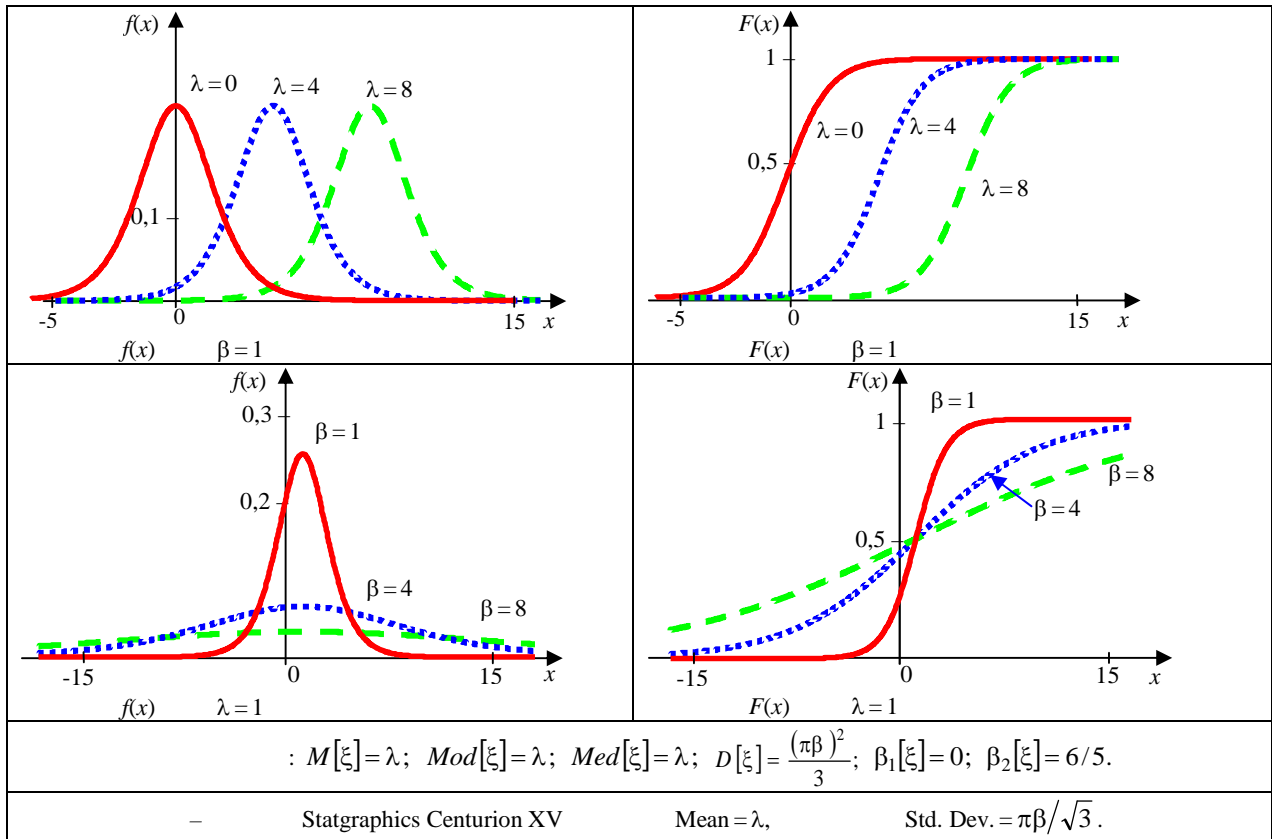 f(x)
λ = 0
λ = 4
λ = 8
0,1
-5
0
15
x
f(x) β = 1
F(x)
1
λ = 0
λ = 4
0,5
λ = 8
-5
0
15
x
F(x) β = 1
f(x)
0,3
β = 1
0,2
β = 4
β = 8
-15
0
15
x
f(x) λ = 1
F(x)
β = 1
1
β = 8
β = 4
0,5
-15
0
15
x
F(x) λ = 1
: M[ξ] = λ; Mod[ξ] = λ; Med[ξ] = λ; D[ξ] = (πβ)²/3; β₁[ξ] = 0; β₂[ξ] = 6/5.
– Statgraphics Centurion XV Mean = λ, Std. Dev. = πβ/√3 .